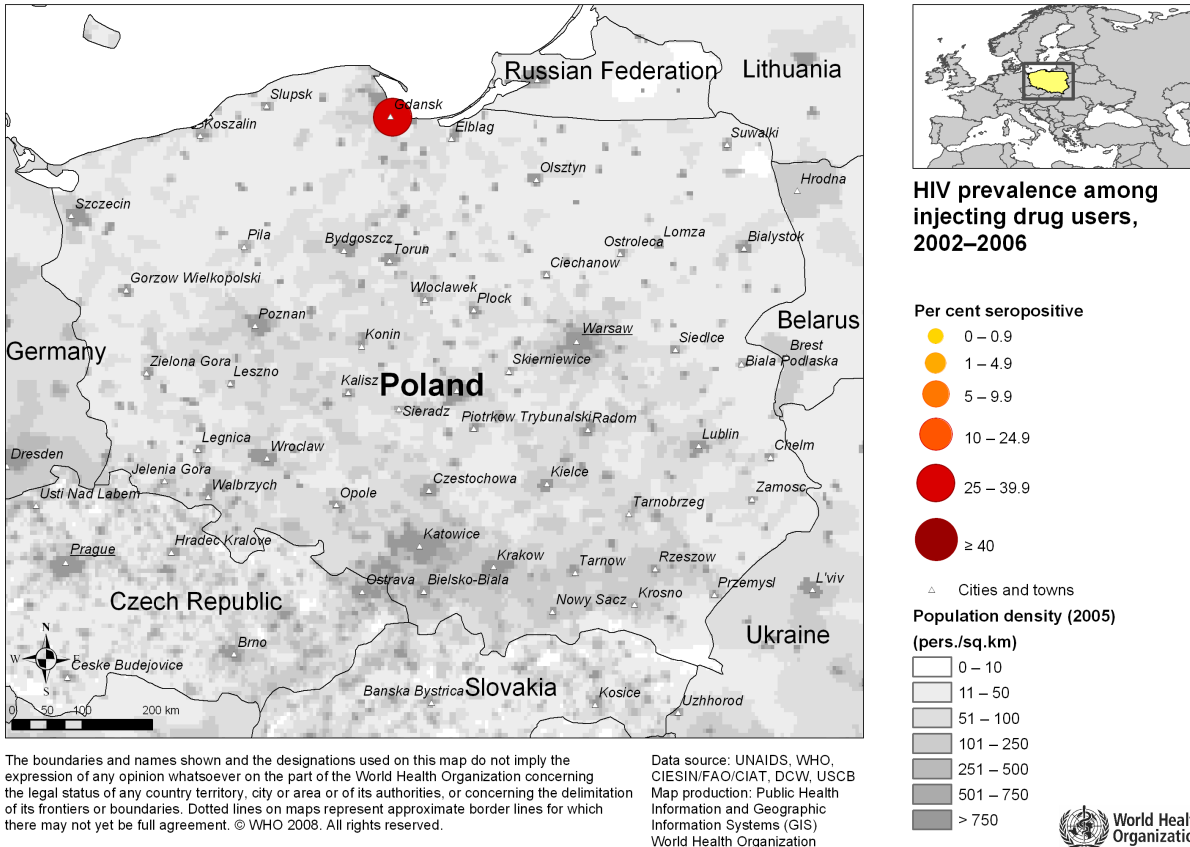 Russian Federation
Lithuania
Slupsk
Gdansk
Koszalin
Elblag
Suwalki
Olsztyn
Hrodna
Szczecin
Pila
Bydgoszcz
Torun
Ostroleca
Lomza
Bialystok
Ciechanow
Gorzow Wielkopolski
Wloclawek
Plock
Poznan
Konin
Warsaw
Siedlce
Belarus
Brest
Germany
Zielona Gora
Leszno
Skierniewice
Biala Podlaska
Kalisz
Poland
Sieradz
Piotrkow Trybunalski
Radom
Legnica
Wroclaw
Lublin
Chelm
Dresden
Jelenia Gora
Walbrzych
Czestochowa
Kielce
Usti Nad Labem
Opole
Tarnobrzeg
Zamosc
Prague
Hradec Kralove
Katowice
Krakow
Tarnow
Rzeszow
Ostrava
Bielsko-Biala
Przemysl
L'viv
Czech Republic
Nowy Sacz
Krosno
Ukraine
Brno
N
W
E
S
Ceske Budejovice
Banska Bystrica
Slovakia
Kosice
Uzhhorod
0 50 100 200 km
HIV prevalence among
injecting drug users,
2002–2006
Per cent seropositive
0 – 0.9
1 – 4.9
5 – 9.9
10 – 24.9
25 – 39.9
≥ 40
Cities and towns
Population density (2005)
(pers./sq.km)
0 – 10
11 – 50
51 – 100
101 – 250
251 – 500
501 – 750
> 750
World Heal
Organizatio
The boundaries and names shown and the designations used on this map do not imply the
expression of any opinion whatsoever on the part of the World Health Organization concerning
the legal status of any country territory, city or area or of its authorities, or concerning the delimitation
of its frontiers or boundaries. Dotted lines on maps represent approximate border lines for which
there may not yet be full agreement. © WHO 2008. All rights reserved.
Data source: UNAIDS, WHO,
CIESIN/FAO/CIAT, DCW, USCB
Map production: Public Health
Information and Geographic
Information Systems (GIS)
World Health Organization